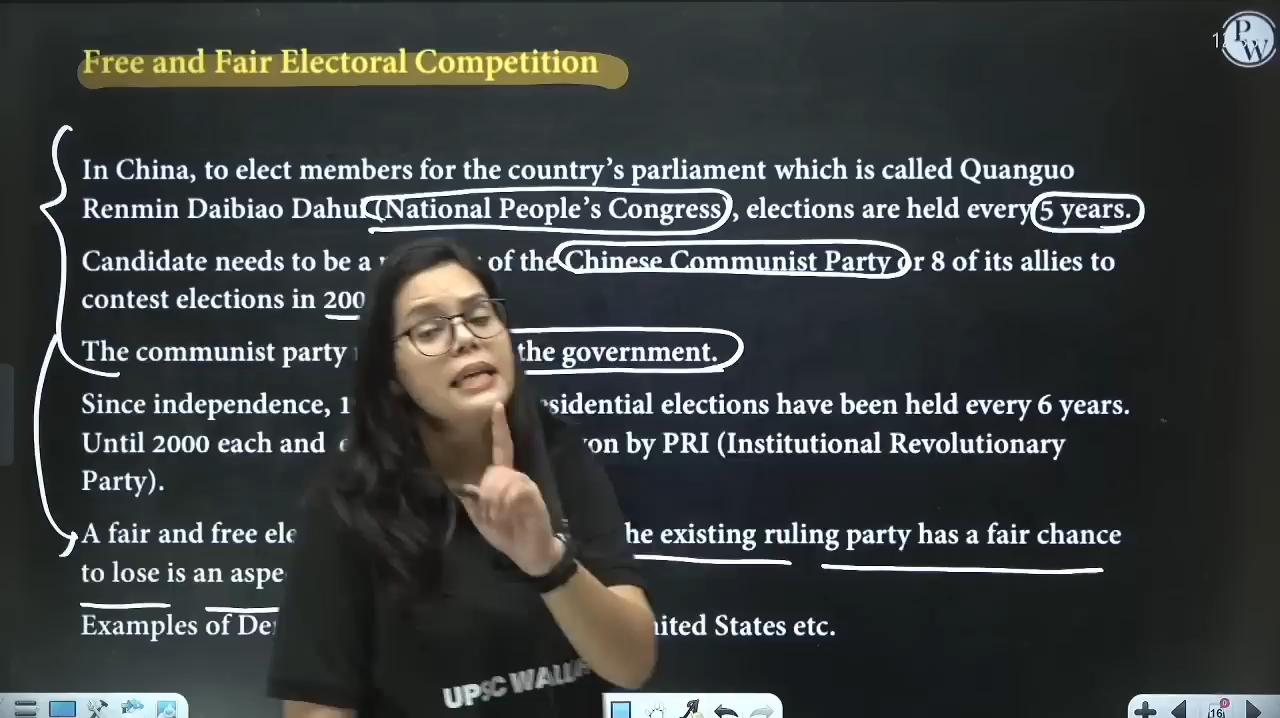 Free and Fair Electoral Competition
PW
In China, to elect members for the country's parliament which is called Quanguo
Renmin Daibiao Dahui (National People's Congress), elections are held every 5 years.
Candidate needs to be a of the Chinese Communist Party or 8 of its allies to
contest elections in 200
The communist party the government.
Since independence, 1 esidential elections have been held every 6 years.
Until 2000 each and on by PRI (Institutional Revolutionary
Party).
A fair and free ele he existing ruling party has a fair chance
to lose is an aspe
Examples of De nited States etc.
UPSC WALLA
16